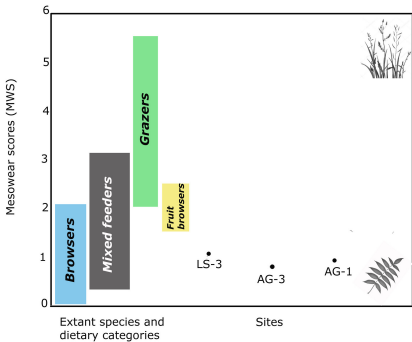 6
5
4
3
2
1
0
Mesowear scores (MWS)
Browsers
Mixed feeders
Grazers
Fruit
browsers
LS-3
AG-3
AG-1
Extant species and
dietary categories
Sites